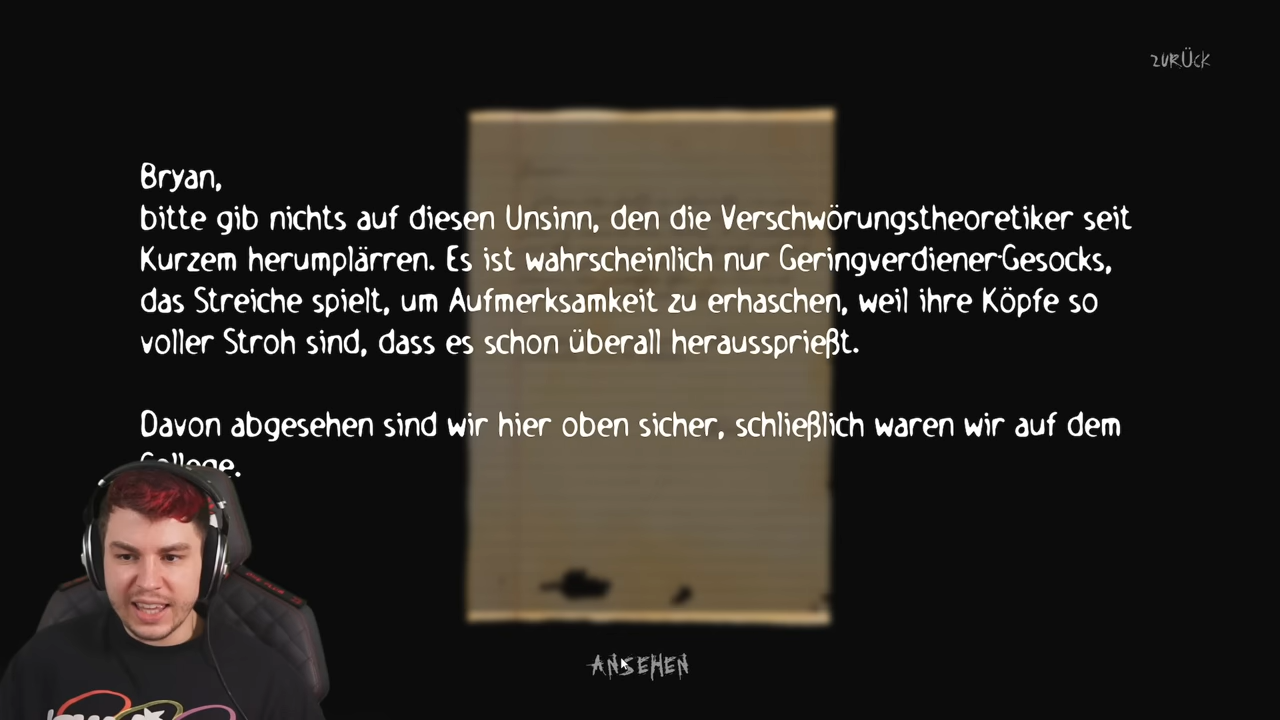 ZURÜCK
Bryan,
bitte gib nichts auf diesen Unsinn, den die Verschwörungstheoretiker seit
Kurzem herumplärren. Es ist wahrscheinlich nur Geringverdiener-Gesocks,
das Streiche spielt, um Aufmerksamkeit zu erhaschen, weil ihre Köpfe so
voller Stroh sind, dass es schon überall heraussprießt.
Davon abgesehen sind wir hier oben sicher, schließlich waren wir auf dem
College.
ANSEHEN